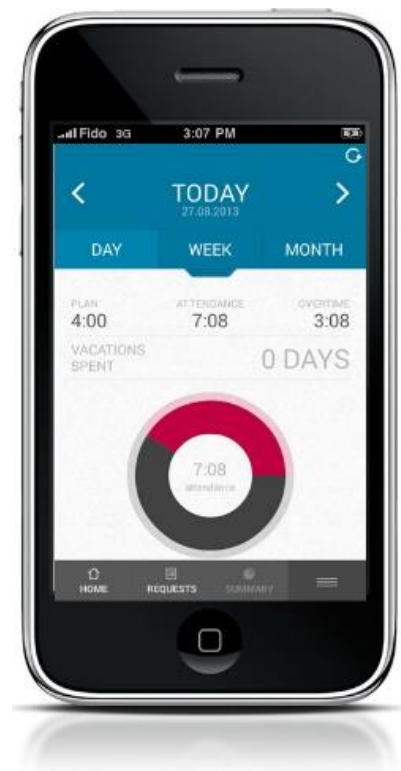 Fido 3G 3:07 PM
TODAY
27.08.2013
DAY WEEK MONTH
PLAN ATTENDANCE OVERTIME
4:00 7:08 3:08
VACATIONS
SPENT
0 DAYS
7:08
attendance
HOME REQUESTS SUMMARY